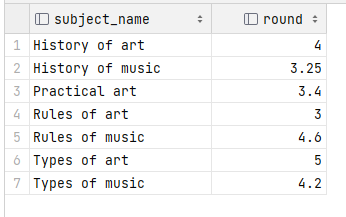 subject_name round
1 History of art 4
2 History of music 3.25
3 Practical art 3.4
4 Rules of art 3
5 Rules of music 4.6
6 Types of art 5
7 Types of music 4.2